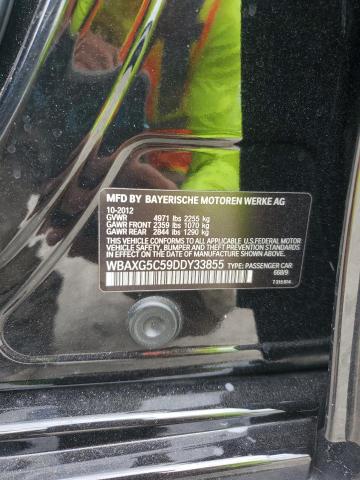 MFD BY BAYERISCHE MOTOREN WERKE AG
10-2012
GVWR 4971 lbs 2255 kg
GAWR FRONT 2359 lbs 1070 kg
GAWR REAR 2844 lbs 1290 kg
THIS VEHICLE CONFORMS TO ALL APPLICABLE U.S. FEDERAL MOTOR
VEHICLE SAFETY, BUMPER AND THEFT PREVENTION STANDARDS
IN EFFECT ON THE DATE OF MANUFACTURE SHOWN ABOVE.
WBAXG5C59DDY33855 TYPE: PASSENGER CAR
668/9